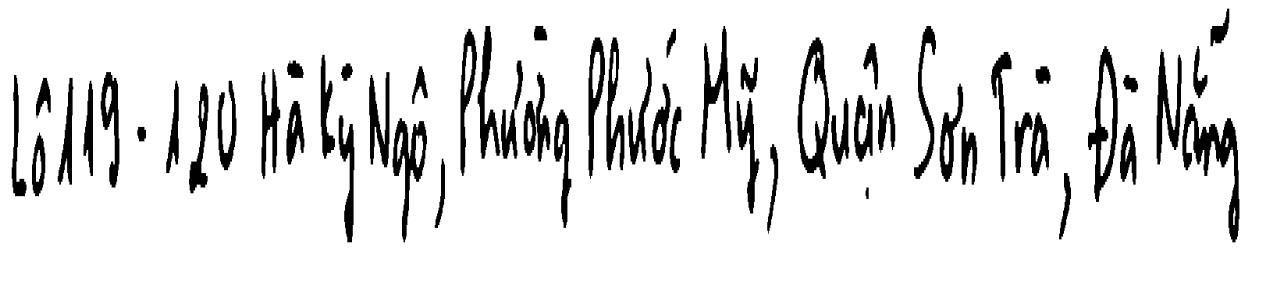 Lô 119 - 120 Hà Kỳ Ngộ, Phường Phước Mỹ, Quận Sơn Trà, Đà Nẵng